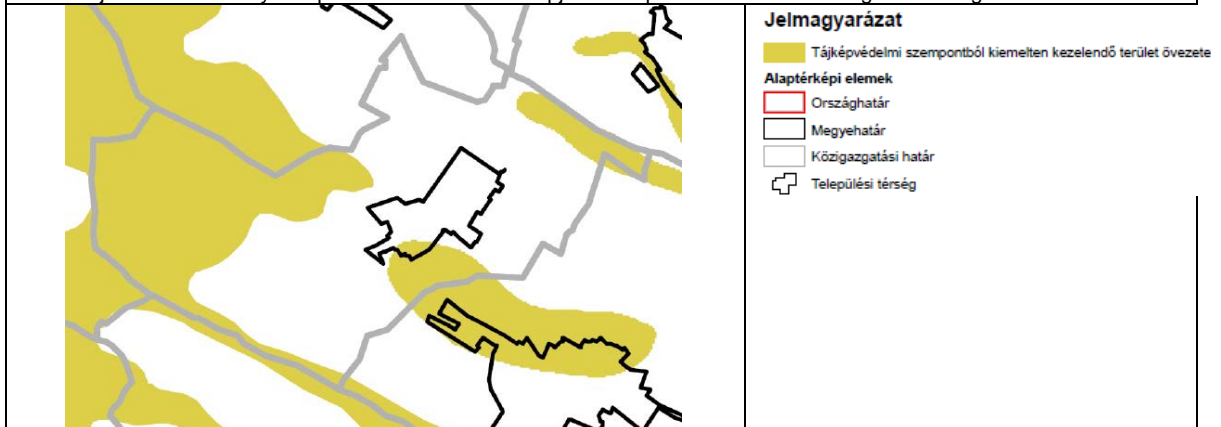 Jelmagyarázat
Tájképvédelmi szempontból kiemelten kezelendő terület övezete
Alaptérképi elemek
Országhatár
Megyehatár
Közigazgatási határ
Települési térség